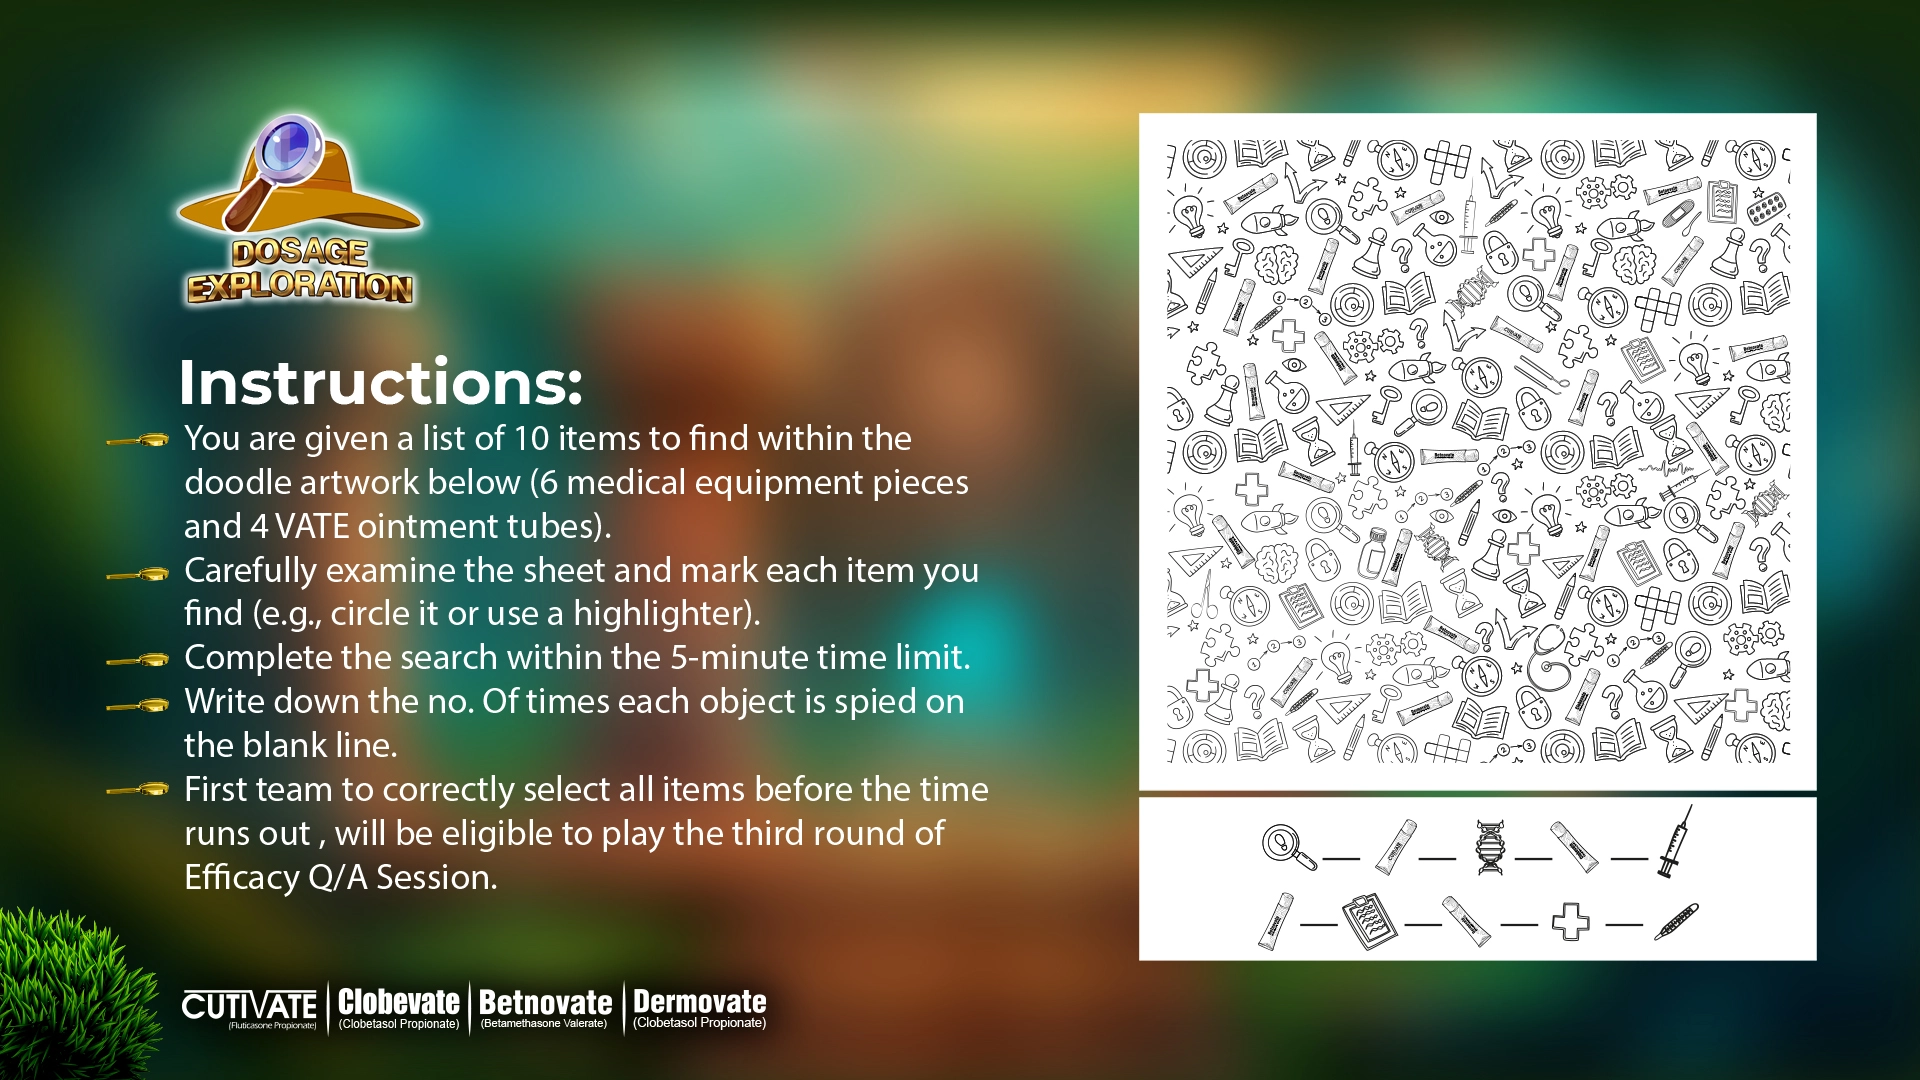 DOSAGE
EXPLORATION
Instructions:
You are given a list of 10 items to find within the
doodle artwork below (6 medical equipment pieces
and 4 VATE ointment tubes).
Carefully examine the sheet and mark each item you
find (e.g., circle it or use a highlighter).
Complete the search within the 5-minute time limit.
Write down the no. Of times each object is spied on
the blank line.
First team to correctly select all items before the time
runs out , will be eligible to play the third round of
Efficacy Q/A Session.
CUTIVATE
(Fluticasone Propionate)
Clobevate
(Clobetasol Propionate)
Betnovate
(Betamethasone Valerate)
Dermovate
(Clobetasol Propionate)